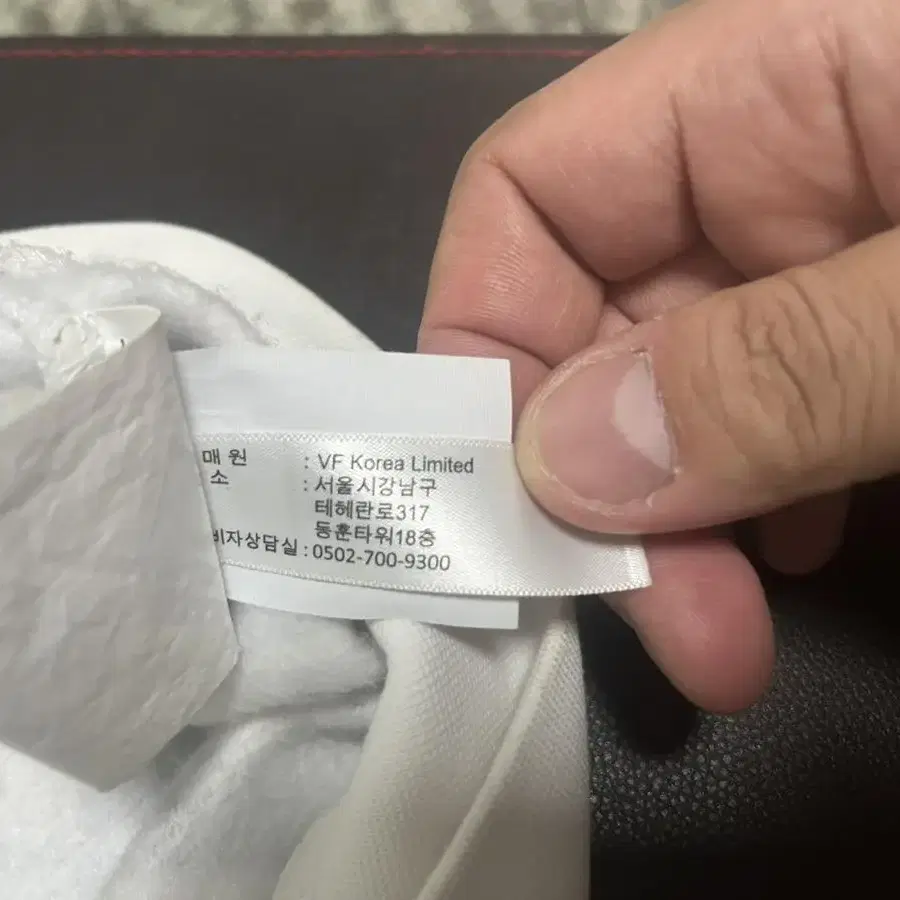 매 원 : VF Korea Limited
소 : 서울시강남구
테헤란로317
동훈타워18층
비자상담실 : 0502-700-9300